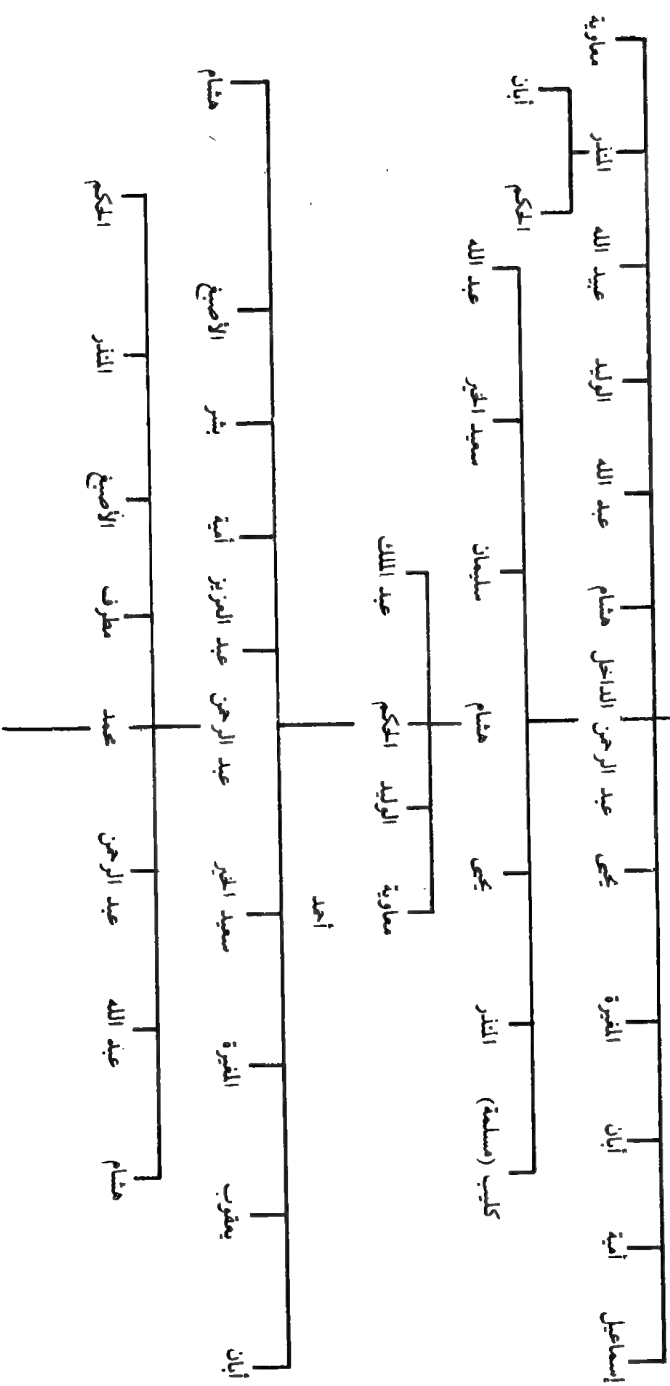 إسماعيل أمية أبان المغيرة يحيى عبد الرحمن الداخل هشام عبد الله الوليد عبيد الله المنذر معاوية
الحكم أبان
كليب (مسلمة) المنذر يحيى هشام سليمان سعيد الخير عبد الله
معاوية الوليد الحكم عبد الملك
أحمد
أبان يعقوب المغيرة سعيد الخير عبد الرحمن عبد العزيز أمية بشر الأصبغ هشام
هشام عبد الله عبد الرحمن محمد مطرف الأصبغ المنذر الحكم